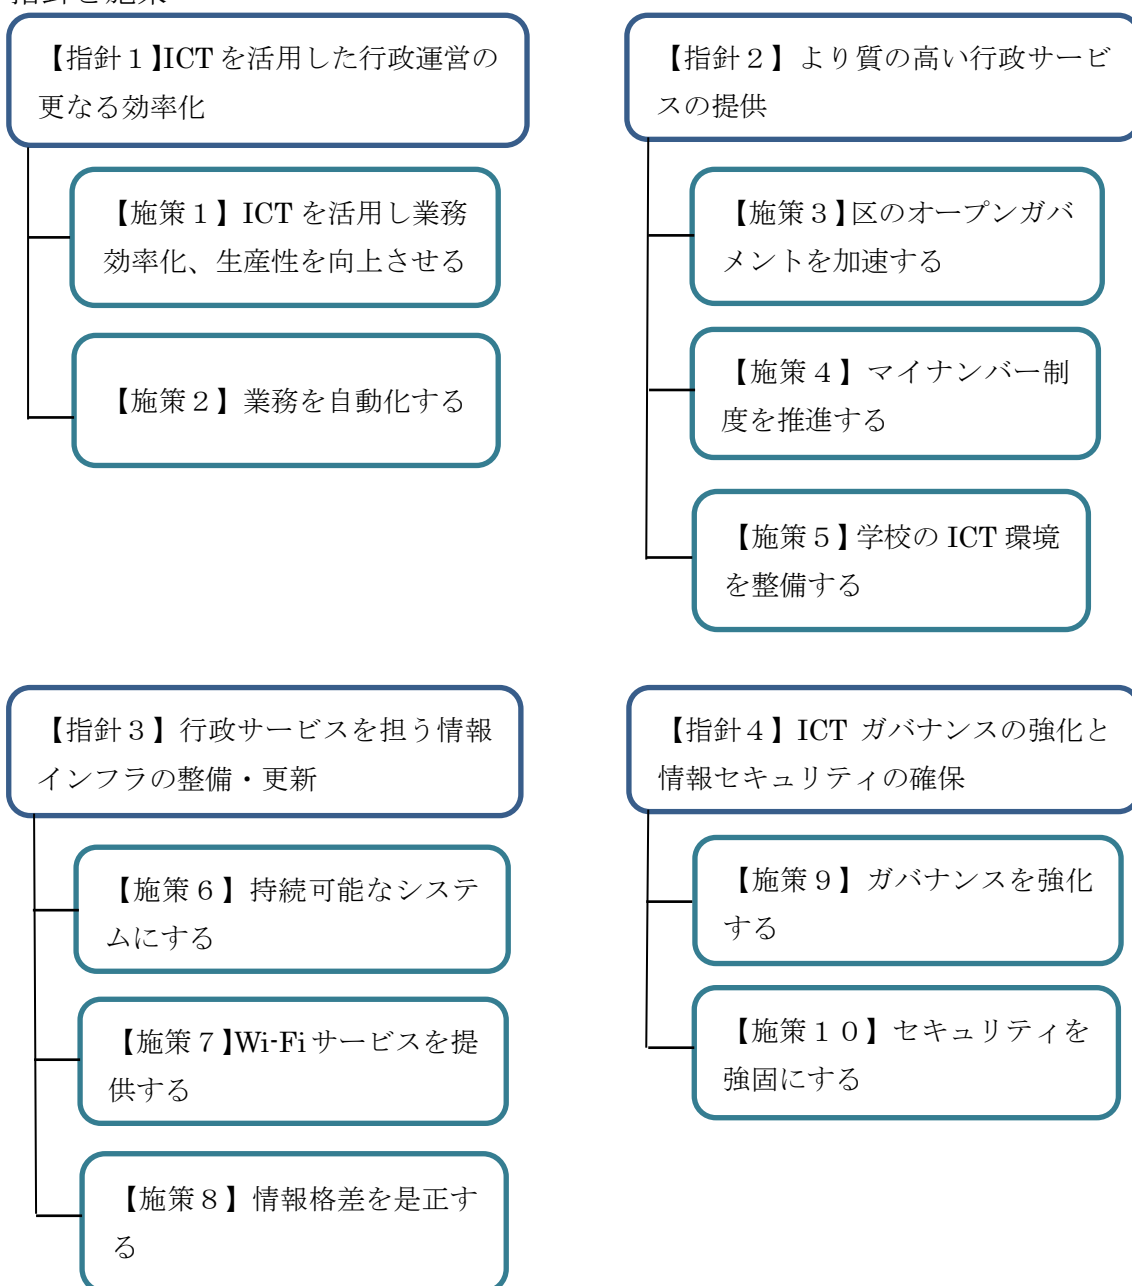 指針と施策
【指針１】ICT を活用した行政運営の
更なる効率化
【施策１】ICT を活用し業務
効率化、生産性を向上させる
【施策２】業務を自動化する
【指針２】より質の高い行政サービ
スの提供
【施策３】区のオープンガバ
メントを加速する
【施策４】マイナンバー制
度を推進する
【施策５】学校の ICT 環境
を整備する
【指針３】行政サービスを担う情報
インフラの整備・更新
【施策６】持続可能なシステ
ムにする
【施策７】Wi-Fi サービスを提
供する
【施策８】情報格差を是正す
る
【指針４】ICT ガバナンスの強化と
情報セキュリティの確保
【施策９】ガバナンスを強化
する
【施策１０】セキュリティを
強固にする